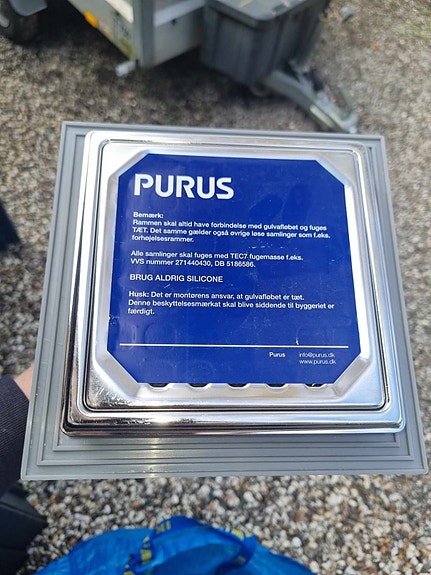 PURUS
Bemærk:
Rammen skal altid have forbindelse med gulvafløbet og fuges
TÆT. Det samme gælder også øvrige løse samlinger som f.eks.
forhøjelsesrammer.
Alle samlinger skal fuges med TEC7 fugemasse f.eks.
VVS nummer 271440430, DB 5186586.
BRUG ALDRIG SILICONE
Husk: Det er montørens ansvar, at gulvafløbet er tæt.
Denne beskyttelsesmærkat skal blive siddende til byggeriet er
færdigt.
Purus info@purus.dk
www.purus.dk